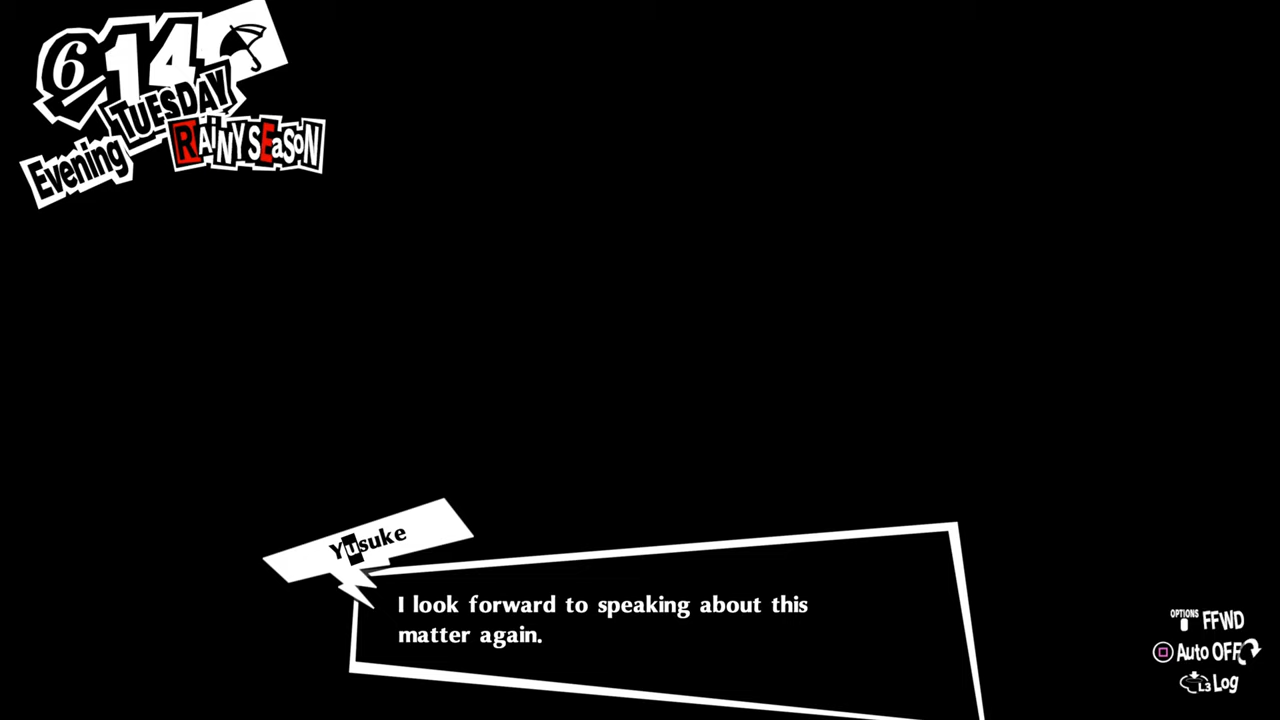 6 14
TUESDAY
Evening RAiNY SEaSoN
Yusuke
I look forward to speaking about this
matter again.
OPTIONS FFWD
Auto OFF
L3 Log